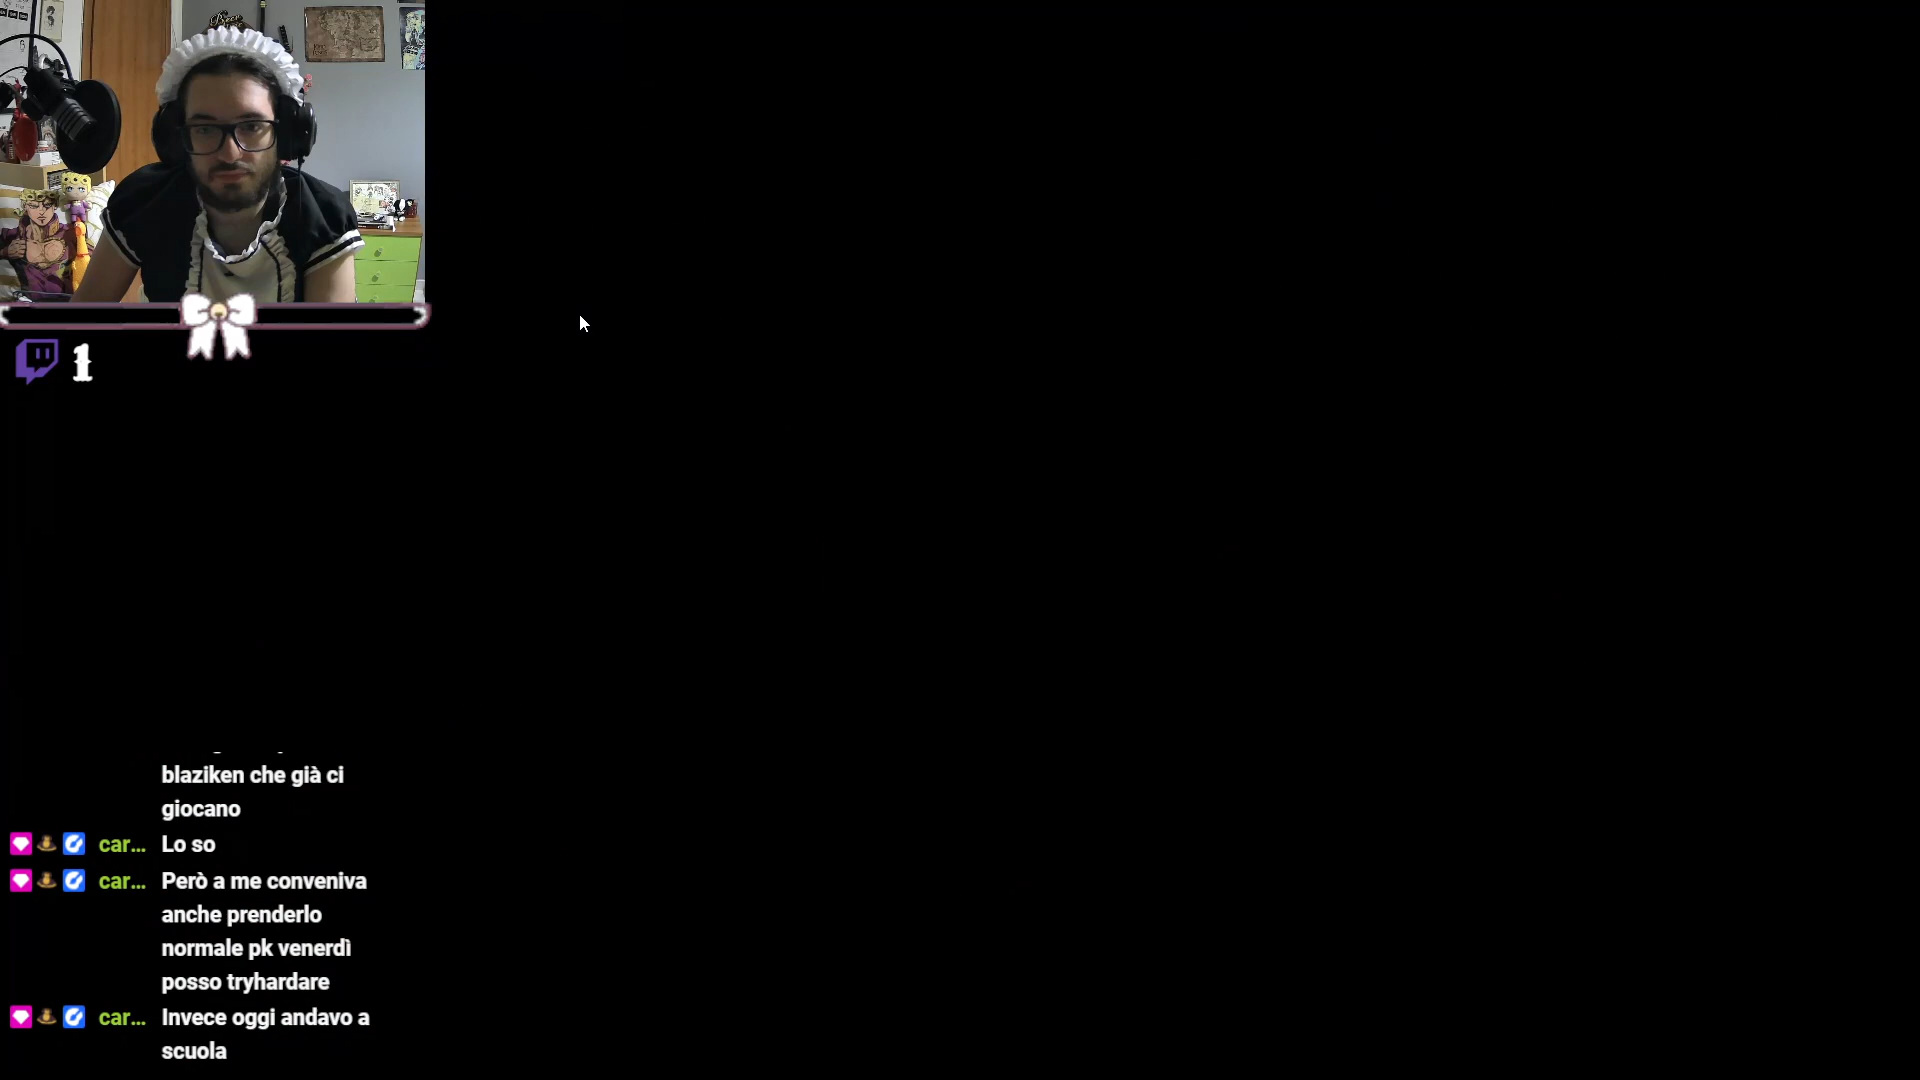 1
blaziken che già ci
giocano
car... Lo so
car... Però a me conveniva
anche prenderlo
normale pk venerdì
posso tryhardare
car... Invece oggi andavo a
scuola